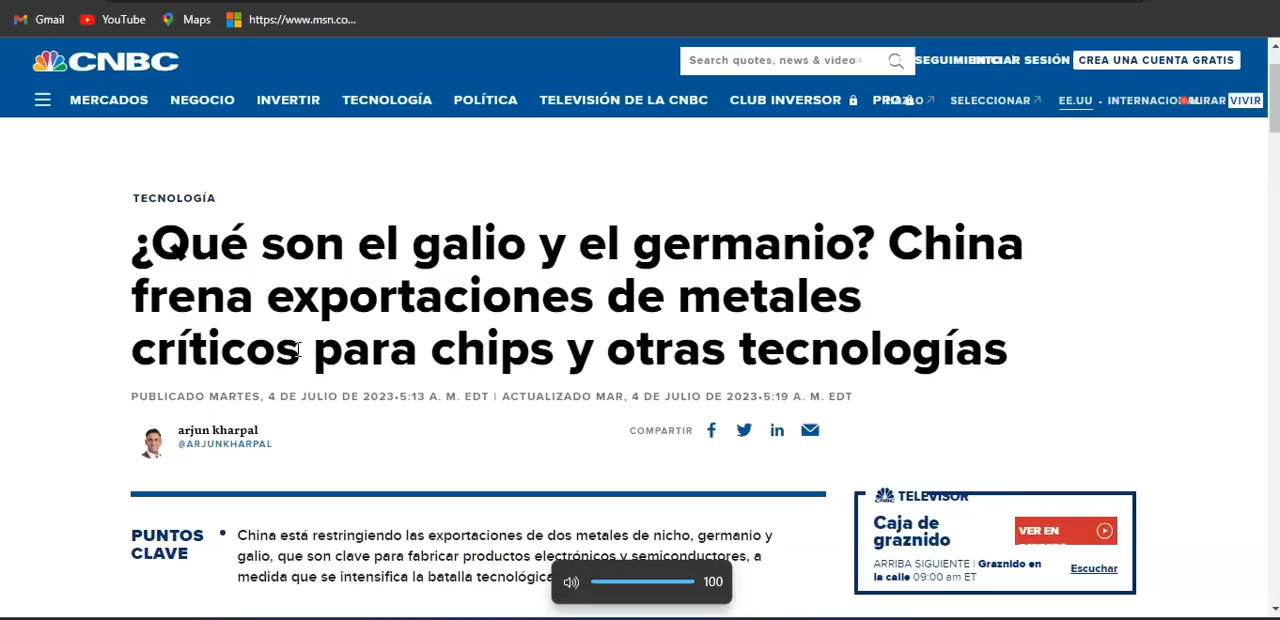 Gmail YouTube Maps https://www.msn.co...
CNBC
Search quotes, news & video
INICIAR SESIÓN CREA UNA CUENTA GRATIS
MERCADOS NEGOCIO INVERTIR TECNOLOGÍA POLÍTICA TELEVISIÓN DE LA CNBC CLUB INVERSOR SELECCIONAR EE.UU VIVIR
TECNOLOGÍA
¿Qué son el galio y el germanio? China
frena exportaciones de metales
críticos para chips y otras tecnologías
PUBLICADO MARTES, 4 DE JULIO DE 2023•5:13 A. M. EDT | ACTUALIZADO MAR, 4 DE JULIO DE 2023•5:19 A. M. EDT
arjun kharpal
@ARJUNKHARPAL
COMPARTIR
PUNTOS
CLAVE
• China está restringiendo las exportaciones de dos metales de nicho, germanio y
galio, que son clave para fabricar productos electrónicos y semiconductores, a
medida que se intensifica la batalla tecnológica
100
TELEVISOR
Caja de
graznido
VER EN
ARRIBA SIGUIENTE | Graznido en
la calle 09:00 am ET
Escuchar